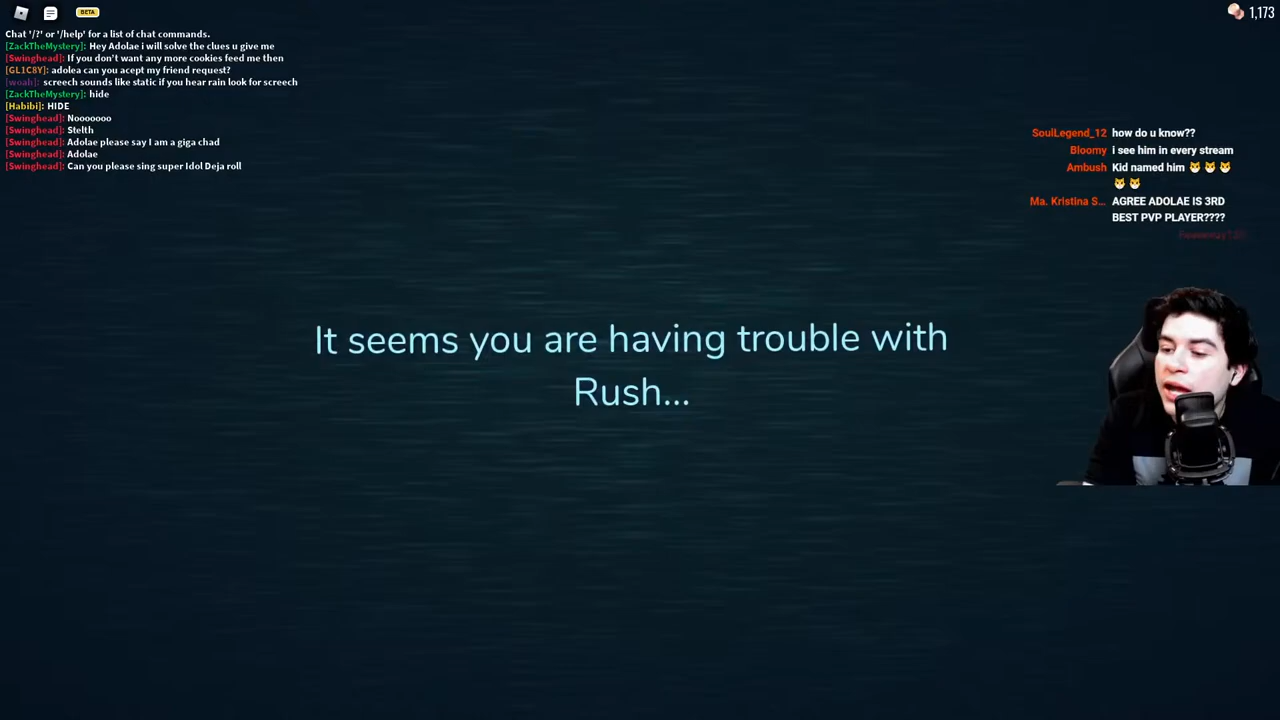 BETA
1,173
Chat '/?' or '/help' for a list of chat commands.
[ZackTheMystery]: Hey Adolae i will solve the clues u give me
[Swinghead]: If you don't want any more cookies feed me then
[GL1C8Y]: adolea can you acept my friend request?
[woah]: screech sounds like static if you hear rain look for screech
[ZackTheMystery]: hide
[Habibi]: HIDE
[Swinghead]: Nooooooo
[Swinghead]: Stelth
[Swinghead]: Adolae please say I am a giga chad
[Swinghead]: Adolae
[Swinghead]: Can you please sing super Idol Deja roll
SoulLegend_12 how do u know??
Bloomy i see him in every stream
Ambush Kid named him
Ma. Kristina S... AGREE ADOLAE IS 3RD
BEST PVP PLAYER????
It seems you are having trouble with
Rush...